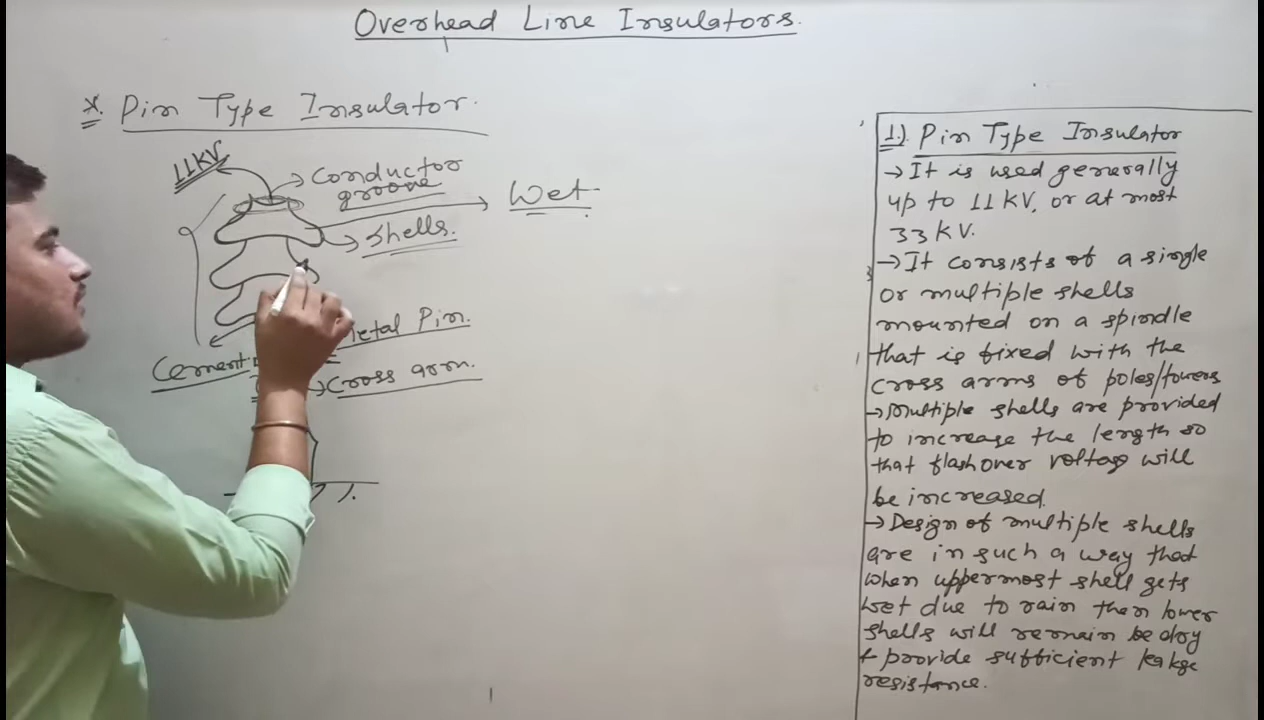 Overhead Line Insulators.
* Pin Type Insulator.
11KV
Conductor
groove
Wet
Shells.
Metal Pin.
Cement
Cross arm.
1.) Pin Type Insulator
→ It is used generally
up to 11KV, or at most
33KV.
→ It consists of a single
or multiple shells
mounted on a spindle
that is fixed with the
cross arms of poles/towers
→ Multiple shells are provided
to increase the length so
that flashover voltage will
be increased.
→ Design of multiple shells
are in such a way that
when uppermost shell gets
wet due to rain then lower
shells will remain be dry
& provide sufficient leakge
resistance.